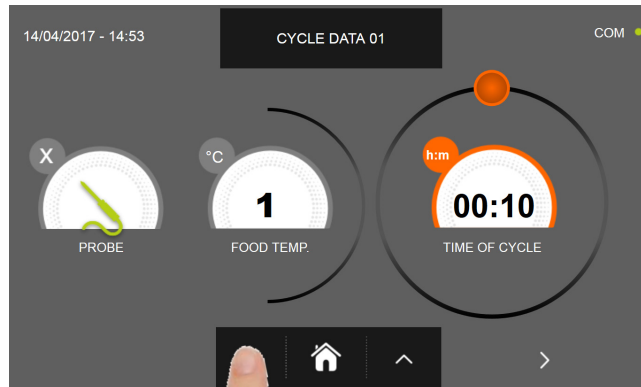 14/04/2017 - 14:53
CYCLE DATA 01
COM
X
°C
h:m
1
00:10
PROBE
FOOD TEMP.
TIME OF CYCLE